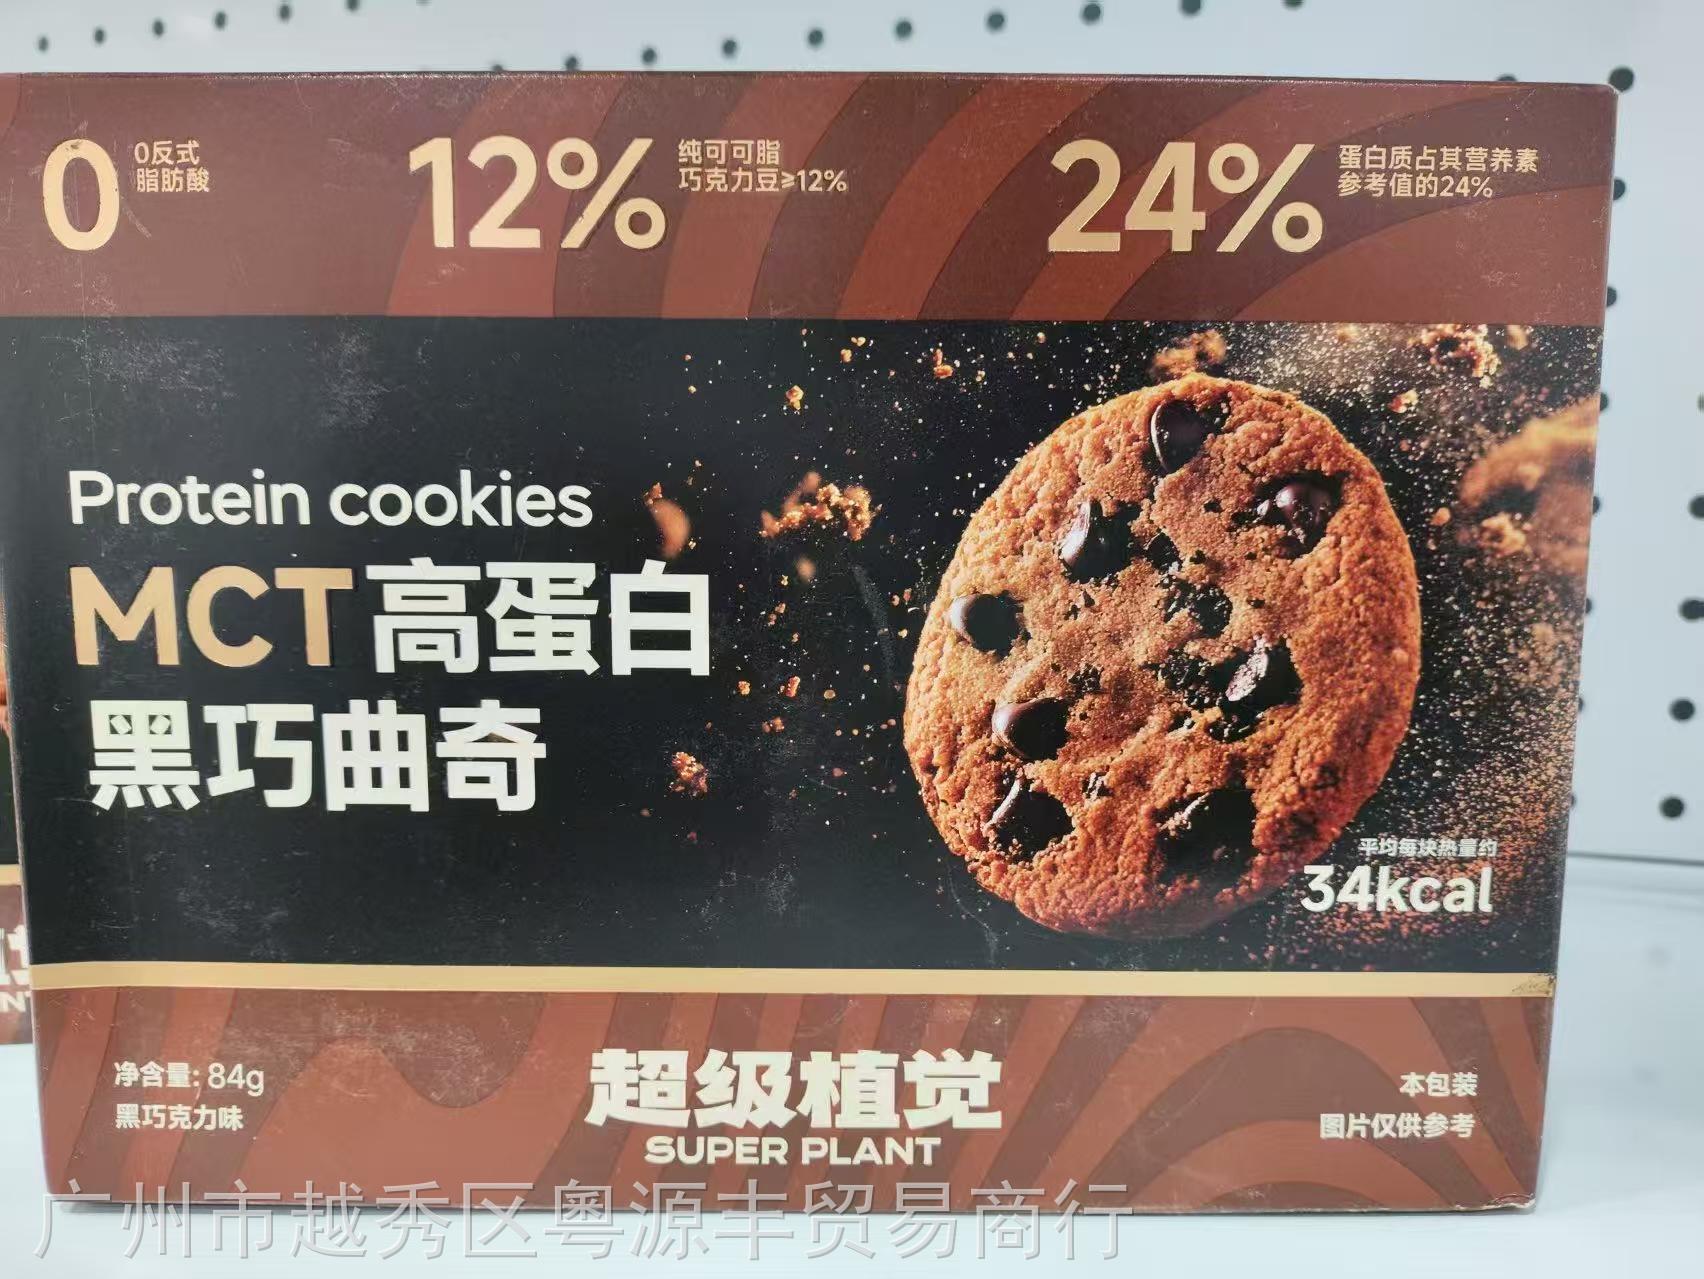 0
0反式
脂肪酸
12%
纯可可脂
巧克力豆≥12%
24%
蛋白质占其营养素
参考值的24%
Protein cookies
MCT高蛋白
黑巧曲奇
平均每块热量约
34kcal
净含量: 84g
黑巧克力味
超级植觉
SUPER PLANT
本包装
图片仅供参考
广州市越秀区粤源丰贸易商行